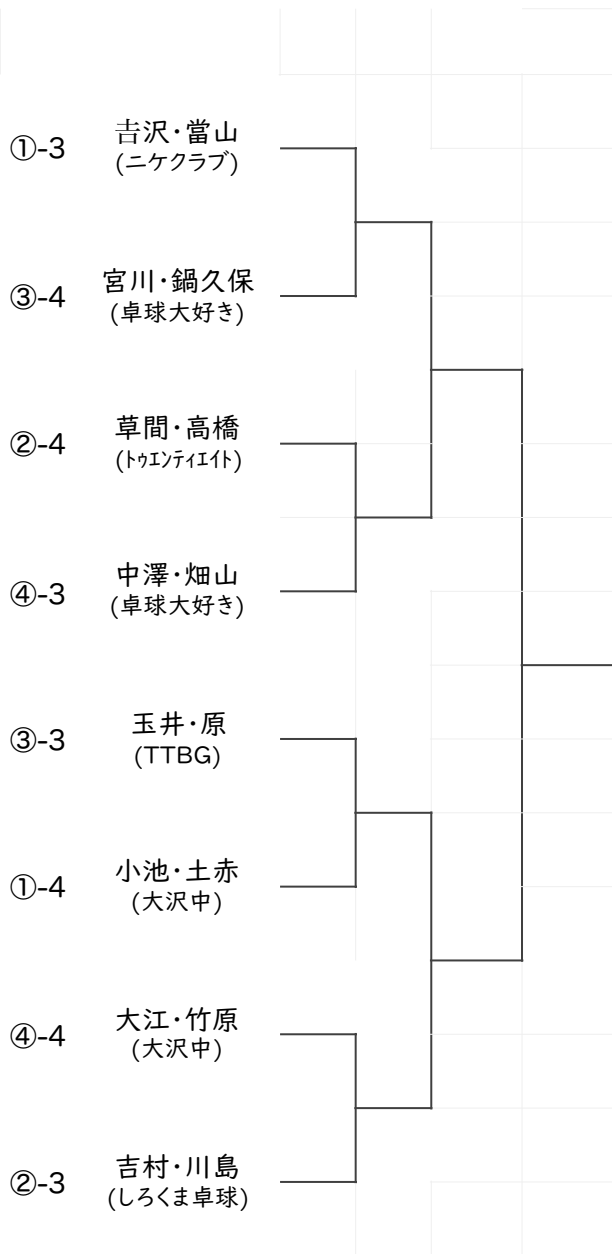 ①-3 𠮷沢・當山
(ニケクラブ)
③-4 宮川・鍋久保
(卓球大好き)
②-4 草間・高橋
(ﾄｩｴﾝﾃｨｴｲﾄ)
④-3 中澤・畑山
(卓球大好き)
③-3 玉井・原
(TTBG)
①-4 小池・土赤
(大沢中)
④-4 大江・竹原
(大沢中)
②-3 吉村・川島
(しろくま卓球)